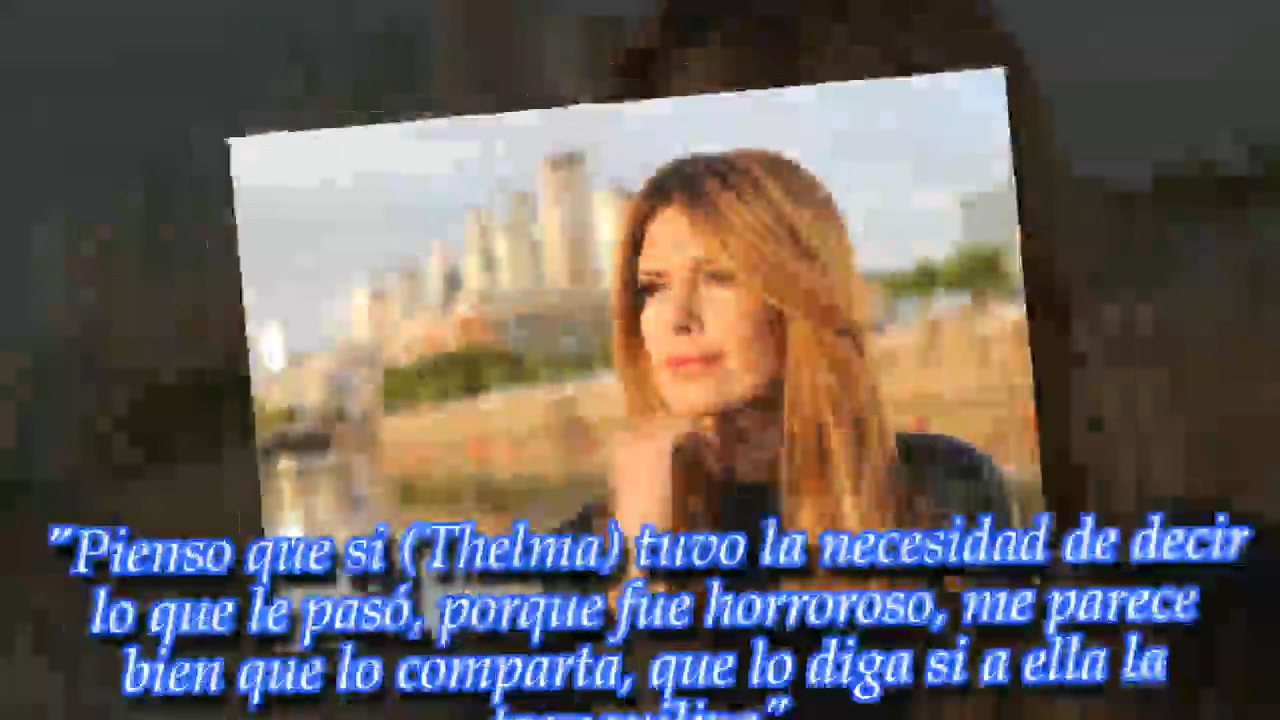 "Pienso que si (Thelma) tuvo la necesidad de decir
lo que le pasó, porque fue horroroso, me parece
bien que lo comparta, que lo diga si a ella la
tranquiliza"